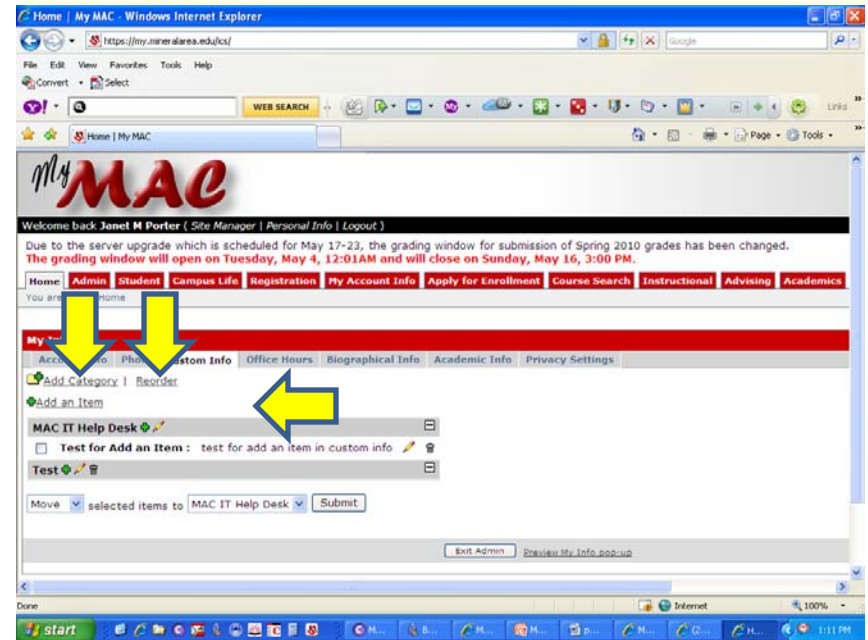 Home | My MAC - Windows Internet Explorer
https://my.mineralarea.edu/ics/
Google
File Edit View Favorites Tools Help
Convert Select
WEB SEARCH
Links
Home | My MAC
Page Tools
My MAC
Welcome back Janet M Porter ( Site Manager | Personal Info | Logout )
Due to the server upgrade which is scheduled for May 17-23, the grading window for submission of Spring 2010 grades has been changed.
The grading window will open on Tuesday, May 4, 12:01AM and will close on Sunday, May 16, 3:00 PM.
Home Admin Student Campus Life Registration My Account Info Apply for Enrollment Course Search Instructional Advising Academics
You are Home
My
Custom Info Office Hours Biographical Info Academic Info Privacy Settings
Add Category | Reorder
Add an Item
MAC IT Help Desk
Test for Add an Item : test for add an item in custom info
Test
Move selected items to MAC IT Help Desk Submit
Exit Admin Preview My Info pop-up
Done Internet 100%
start M... B... M... M... p... M... (2... H... 1:11 PM